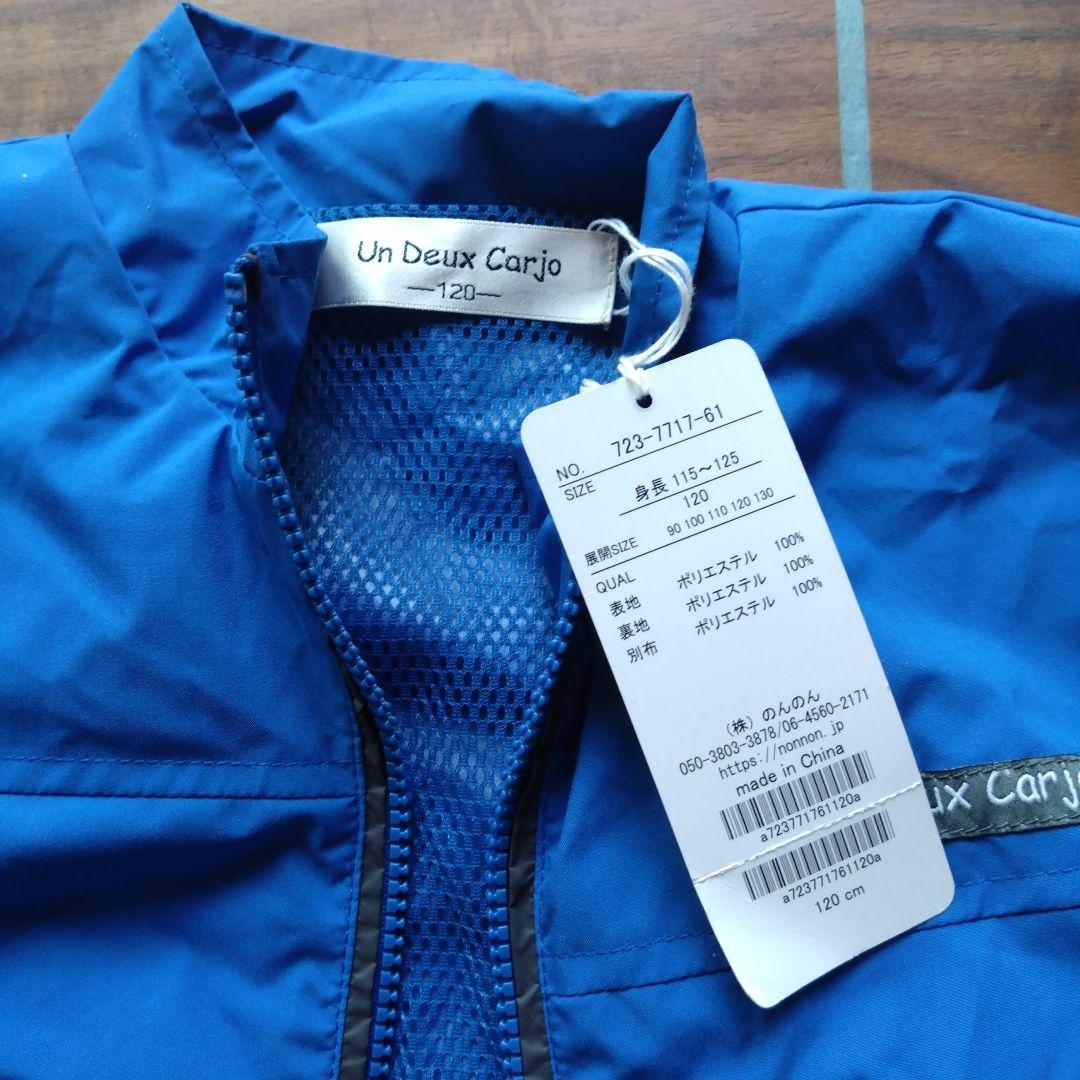 Un Deux Carjo
—120—
NO. 723-7717-61
SIZE 身長 115～125
120
展開SIZE 90 100 110 120 130
QUAL
表地 ポリエステル 100%
裏地 ポリエステル 100%
別布 ポリエステル 100%
（株）のんのん
050-3803-3878/06-4560-2171
https://nonnon.jp
made in China
a723771761120a
a723771761120a
120 cm
ux Carj